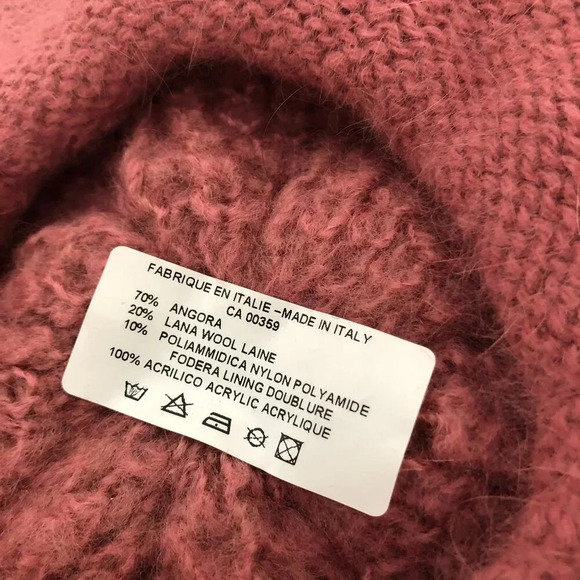 FABRIQUE EN ITALIE –MADE IN ITALY
CA 00359
70% ANGORA
20% LANA WOOL LAINE
10% POLIAMMIDICA NYLON POLYAMIDE
FODERA LINING DOUBLURE
100% ACRILICO ACRYLIC ACRYLIQUE